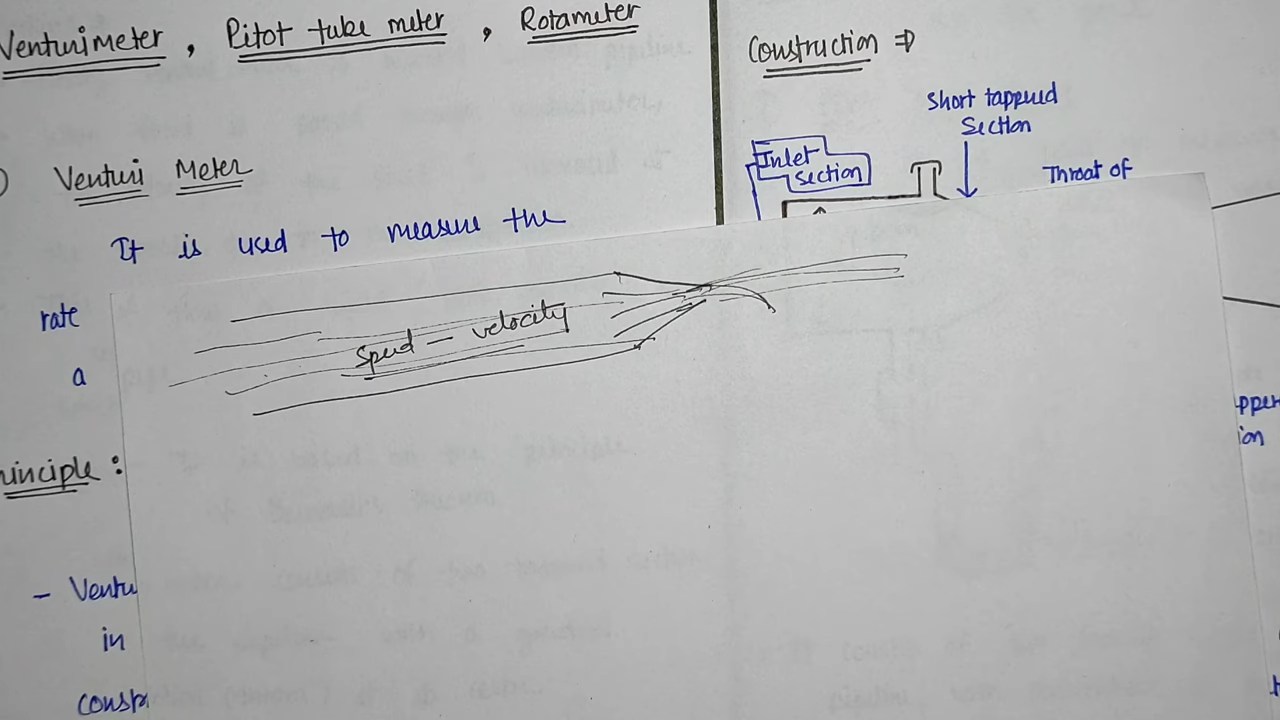 Venturimeter, Pitot tube meter, Rotameter
Venturi Meter
It is used to measure the
rate
a
Speed – velocity
inciple :
- Ventu
in
constr
Construction ⇒
Short tappered
Section
Inlet
section
Throat of
pper
ion